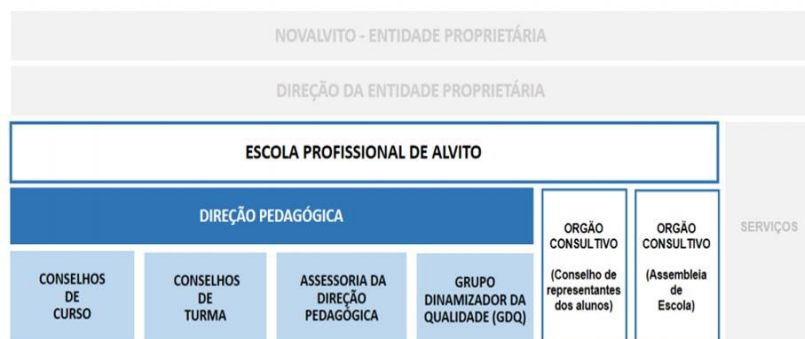 NOVALVITO - ENTIDADE PROPRIETÁRIA
DIREÇÃO DA ENTIDADE PROPRIETÁRIA
ESCOLA PROFISSIONAL DE ALVITO
DIREÇÃO PEDAGÓGICA
CONSELHOS
DE
CURSO
CONSELHOS
DE
TURMA
ASSESSORIA DA
DIREÇÃO
PEDAGÓGICA
GRUPO
DINAMIZADOR DA
QUALIDADE (GDQ)
ORGÃO
CONSULTIVO
(Conselho de
representantes
dos alunos)
ORGÃO
CONSULTIVO
(Assembleia
de
Escola)
SERVIÇOS